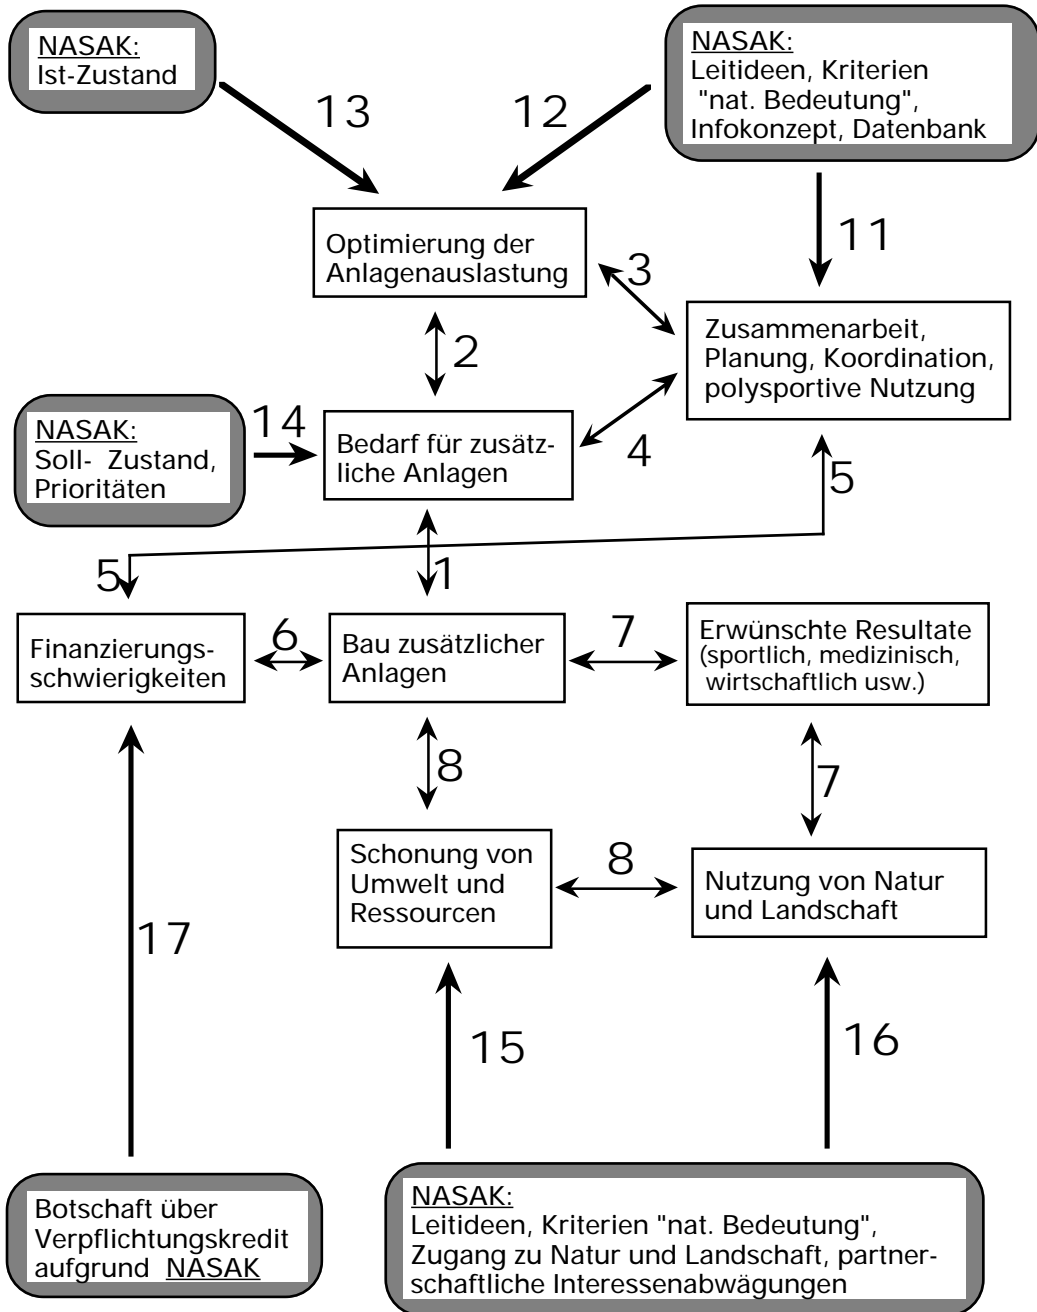 NASAK:
Ist-Zustand
NASAK:
Leitideen, Kriterien
"nat. Bedeutung",
Infokonzept, Datenbank
13
12
11
Optimierung der
Anlagenauslastung
3
2
Zusammenarbeit,
Planung, Koordination,
polysportive Nutzung
NASAK:
Soll- Zustand,
Prioritäten
14
Bedarf für zusätz-
liche Anlagen
4
5
5
1
Finanzierungs-
schwierigkeiten
6
Bau zusätzlicher
Anlagen
7
Erwünschte Resultate
(sportlich, medizinisch,
wirtschaftlich usw.)
8
7
Schonung von
Umwelt und
Ressourcen
8
Nutzung von Natur
und Landschaft
17
15
16
Botschaft über
Verpflichtungskredit
aufgrund NASAK
NASAK:
Leitideen, Kriterien "nat. Bedeutung",
Zugang zu Natur und Landschaft, partner-
schaftliche Interessenabwägungen